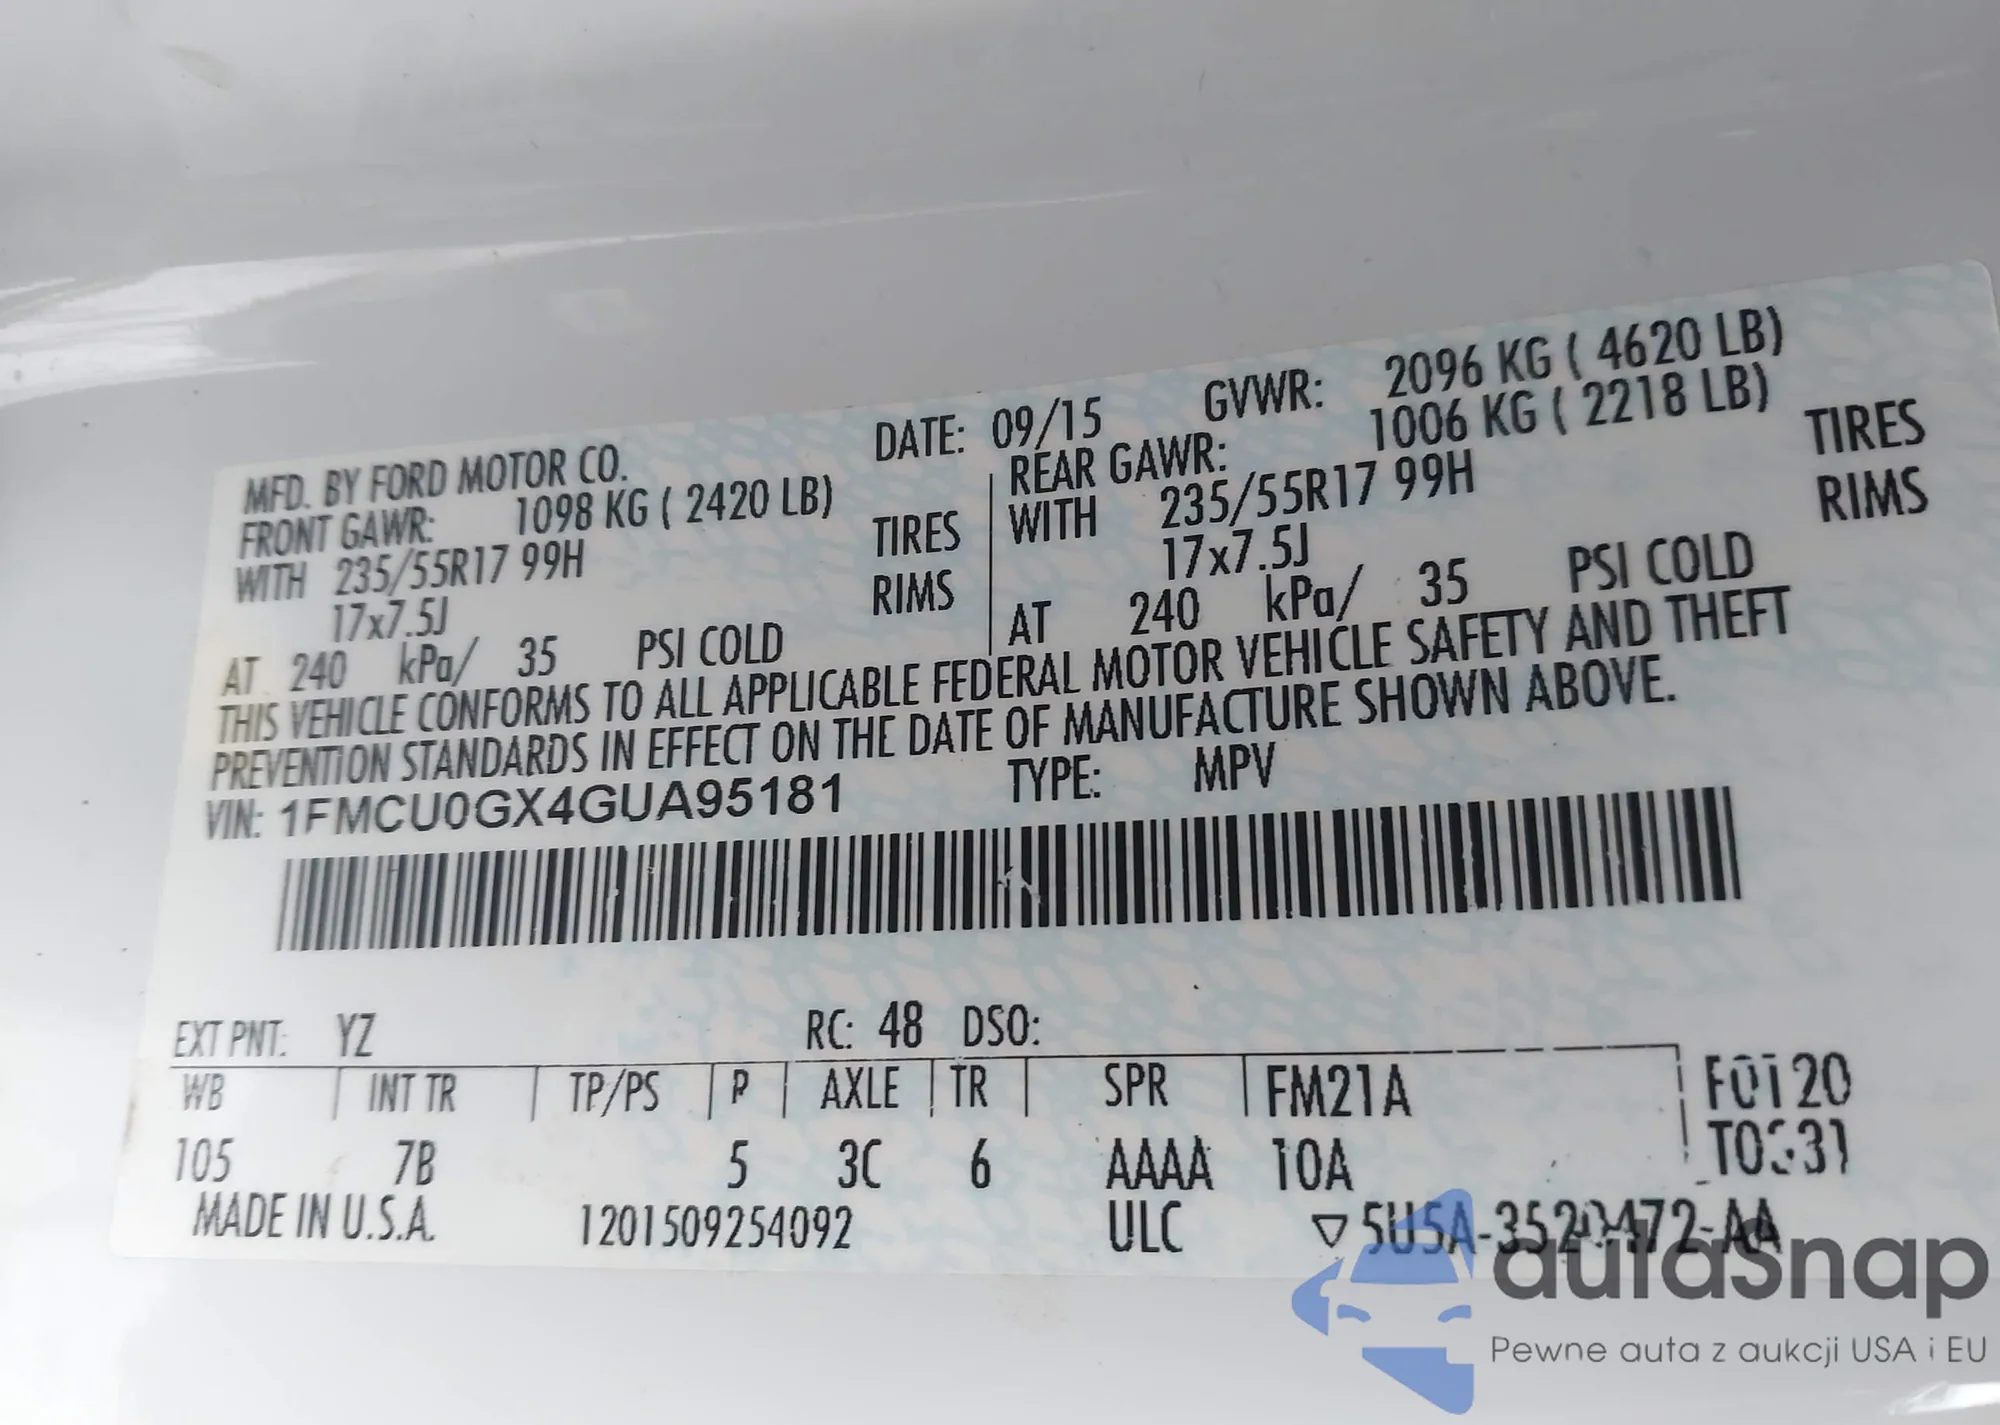 MFD. BY FORD MOTOR CO. DATE: 09/15 GVWR: 2096 KG ( 4620 LB)
FRONT GAWR: 1098 KG ( 2420 LB) REAR GAWR: 1006 KG ( 2218 LB)
WITH 235/55R17 99H TIRES WITH 235/55R17 99H TIRES
17x7.5J RIMS 17x7.5J RIMS
AT 240 kPa/ 35 PSI COLD AT 240 kPa/ 35 PSI COLD
THIS VEHICLE CONFORMS TO ALL APPLICABLE FEDERAL MOTOR VEHICLE SAFETY AND THEFT
PREVENTION STANDARDS IN EFFECT ON THE DATE OF MANUFACTURE SHOWN ABOVE.
VIN: 1FMCU0GX4GUA95181 TYPE: MPV
EXT PNT: YZ RC: 48 DSO:
WB INT TR TP/PS R AXLE TR SPR FM21A F0120
105 7B 5 3C 6 AAAA 10A
MADE IN U.S.A. 1201509254092 ULC ▽ 5U5A-3520472-AA
autaSnap
Pewne auta z aukcji USA i EU